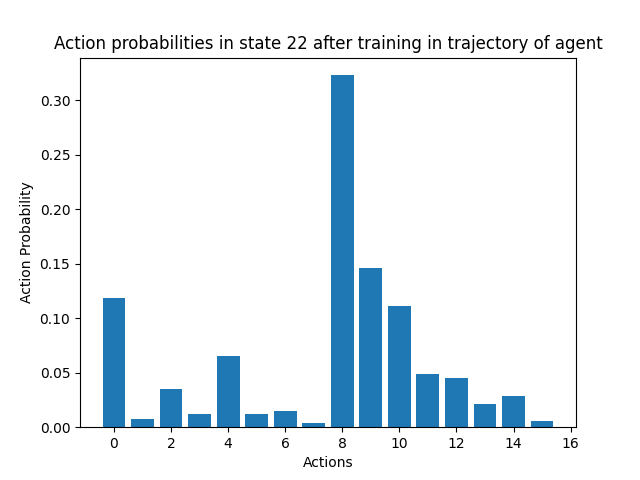 Action probabilities in state 22 after training in trajectory of agent
Action Probability
0.30
0.25
0.20
0.15
0.10
0.05
0.00
0 2 4 6 8 10 12 14 16
Actions